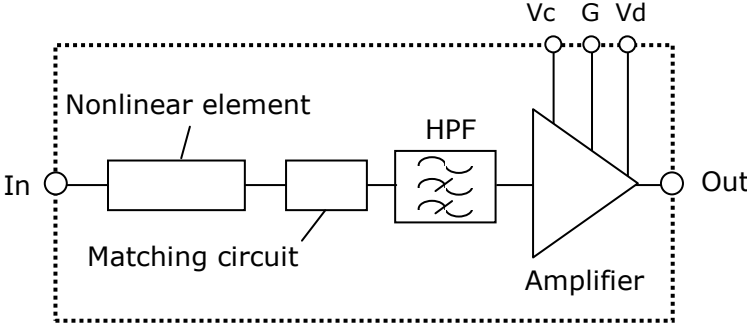 Vc G Vd
Nonlinear element
HPF
In
Out
Matching circuit
Amplifier